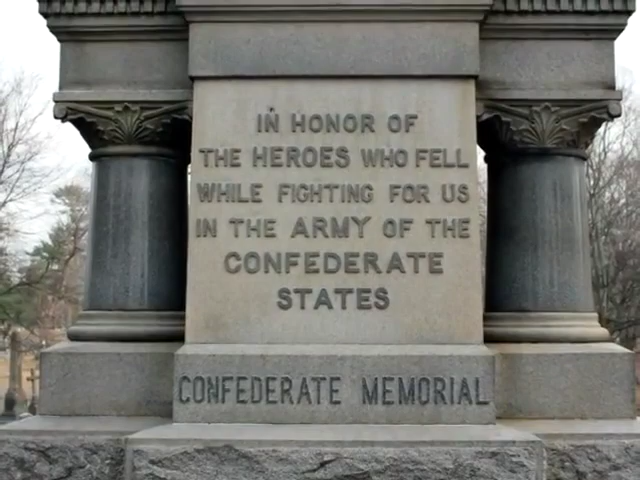 IN HONOR OF
THE HEROES WHO FELL
WHILE FIGHTING FOR US
IN THE ARMY OF THE
CONFEDERATE
STATES
CONFEDERATE MEMORIAL